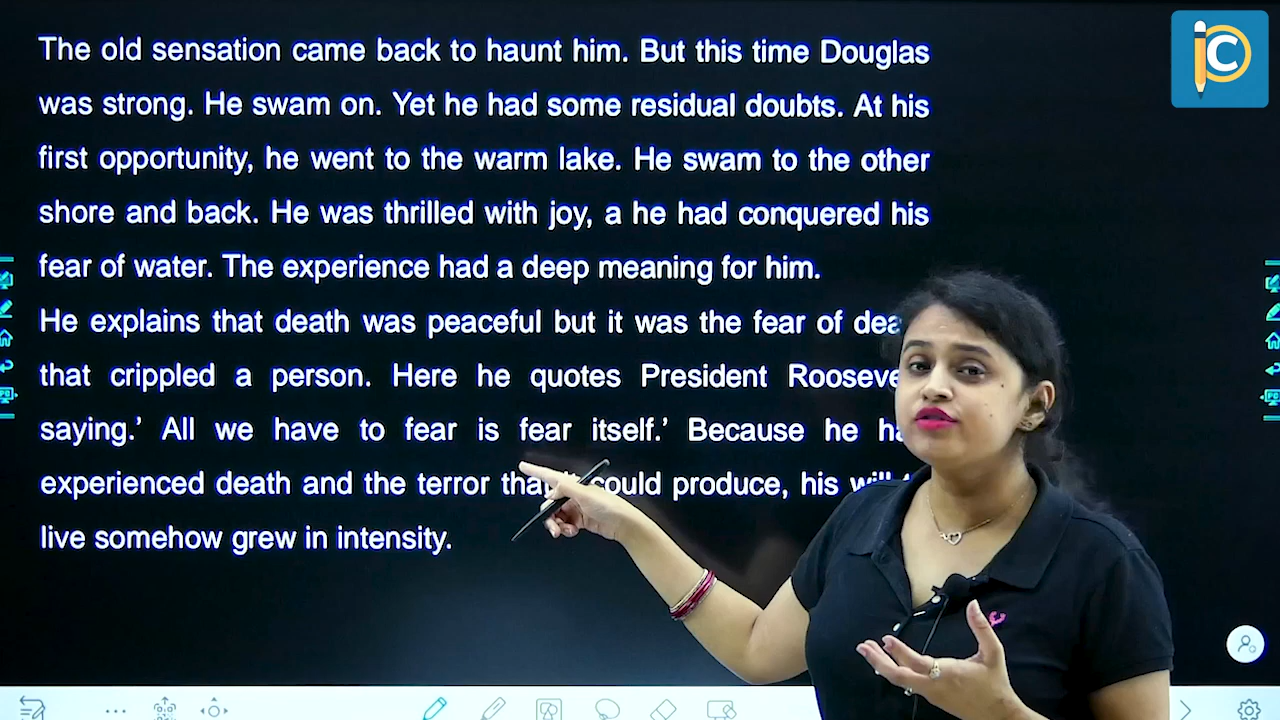 The old sensation came back to haunt him. But this time Douglas
was strong. He swam on. Yet he had some residual doubts. At his
first opportunity, he went to the warm lake. He swam to the other
shore and back. He was thrilled with joy, a he had conquered his
fear of water. The experience had a deep meaning for him.
He explains that death was peaceful but it was the fear of
that crippled a person. Here he quotes President
saying.’ All we have to fear is fear itself.’ Because he
experienced death and the terror could produce, his
live somehow grew in intensity.